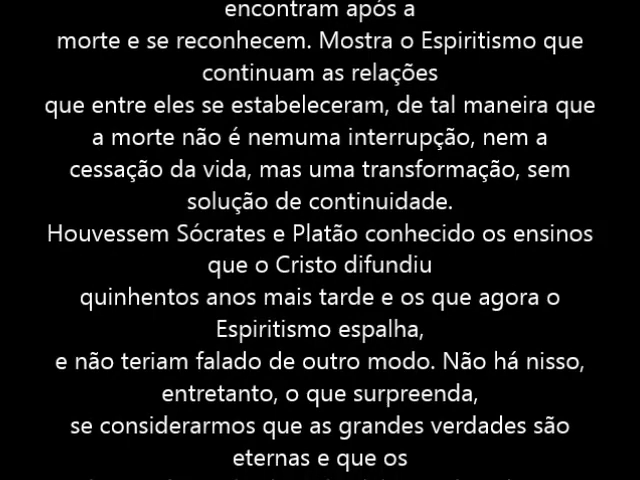 encontram após a
morte e se reconhecem. Mostra o Espiritismo que
continuam as relações
que entre eles se estabeleceram, de tal maneira que
a morte não é nemuma interrupção, nem a
cessação da vida, mas uma transformação, sem
solução de continuidade.
Houvessem Sócrates e Platão conhecido os ensinos
que o Cristo difundiu
quinhentos anos mais tarde e os que agora o
Espiritismo espalha,
e não teriam falado de outro modo. Não há nisso,
entretanto, o que surpreenda,
se considerarmos que as grandes verdades são
eternas e que os